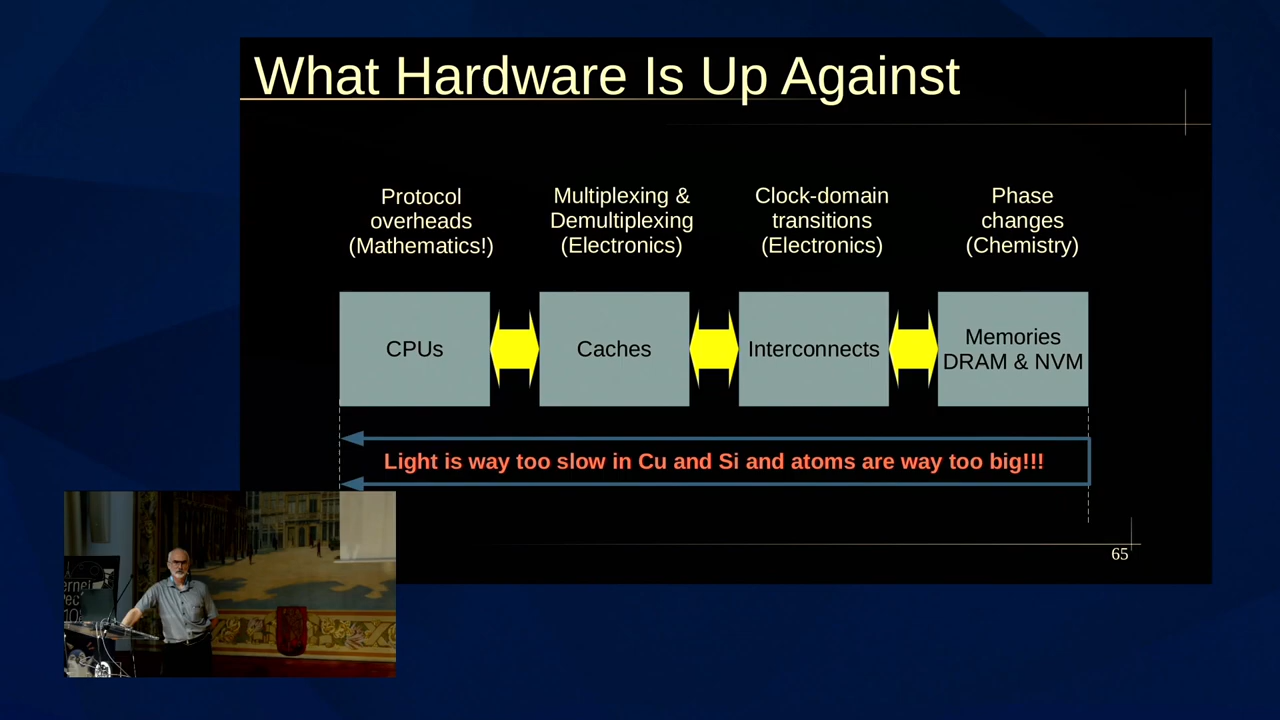 What Hardware Is Up Against
Protocol
overheads
(Mathematics!)
Multiplexing &
Demultiplexing
(Electronics)
Clock-domain
transitions
(Electronics)
Phase
changes
(Chemistry)
CPUs
Caches
Interconnects
Memories
DRAM & NVM
Light is way too slow in Cu and Si and atoms are way too big!!!
65